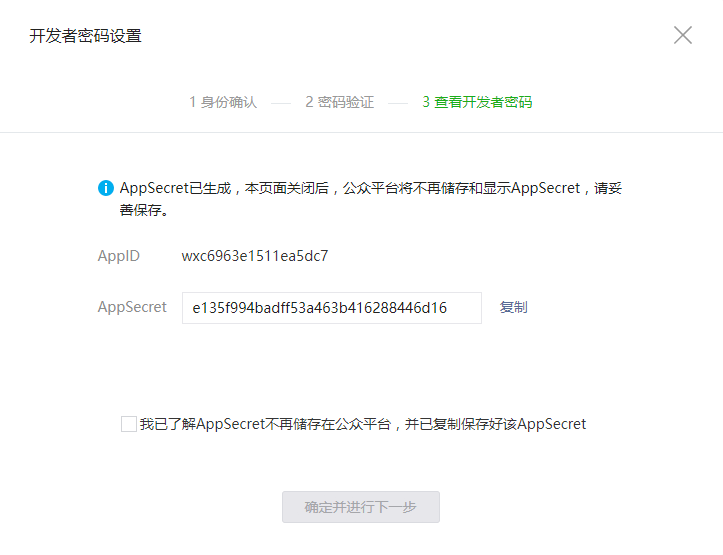 开发者密码设置
1 身份确认 2 密码验证 3 查看开发者密码
AppSecret已生成，本页面关闭后，公众平台将不再储存和显示AppSecret，请妥
善保存。
AppID wxc6963e1511ea5dc7
AppSecret e135f994badff53a463b416288446d16 复制
我已了解AppSecret不再储存在公众平台，并已复制保存好该AppSecret
确定并进行下一步